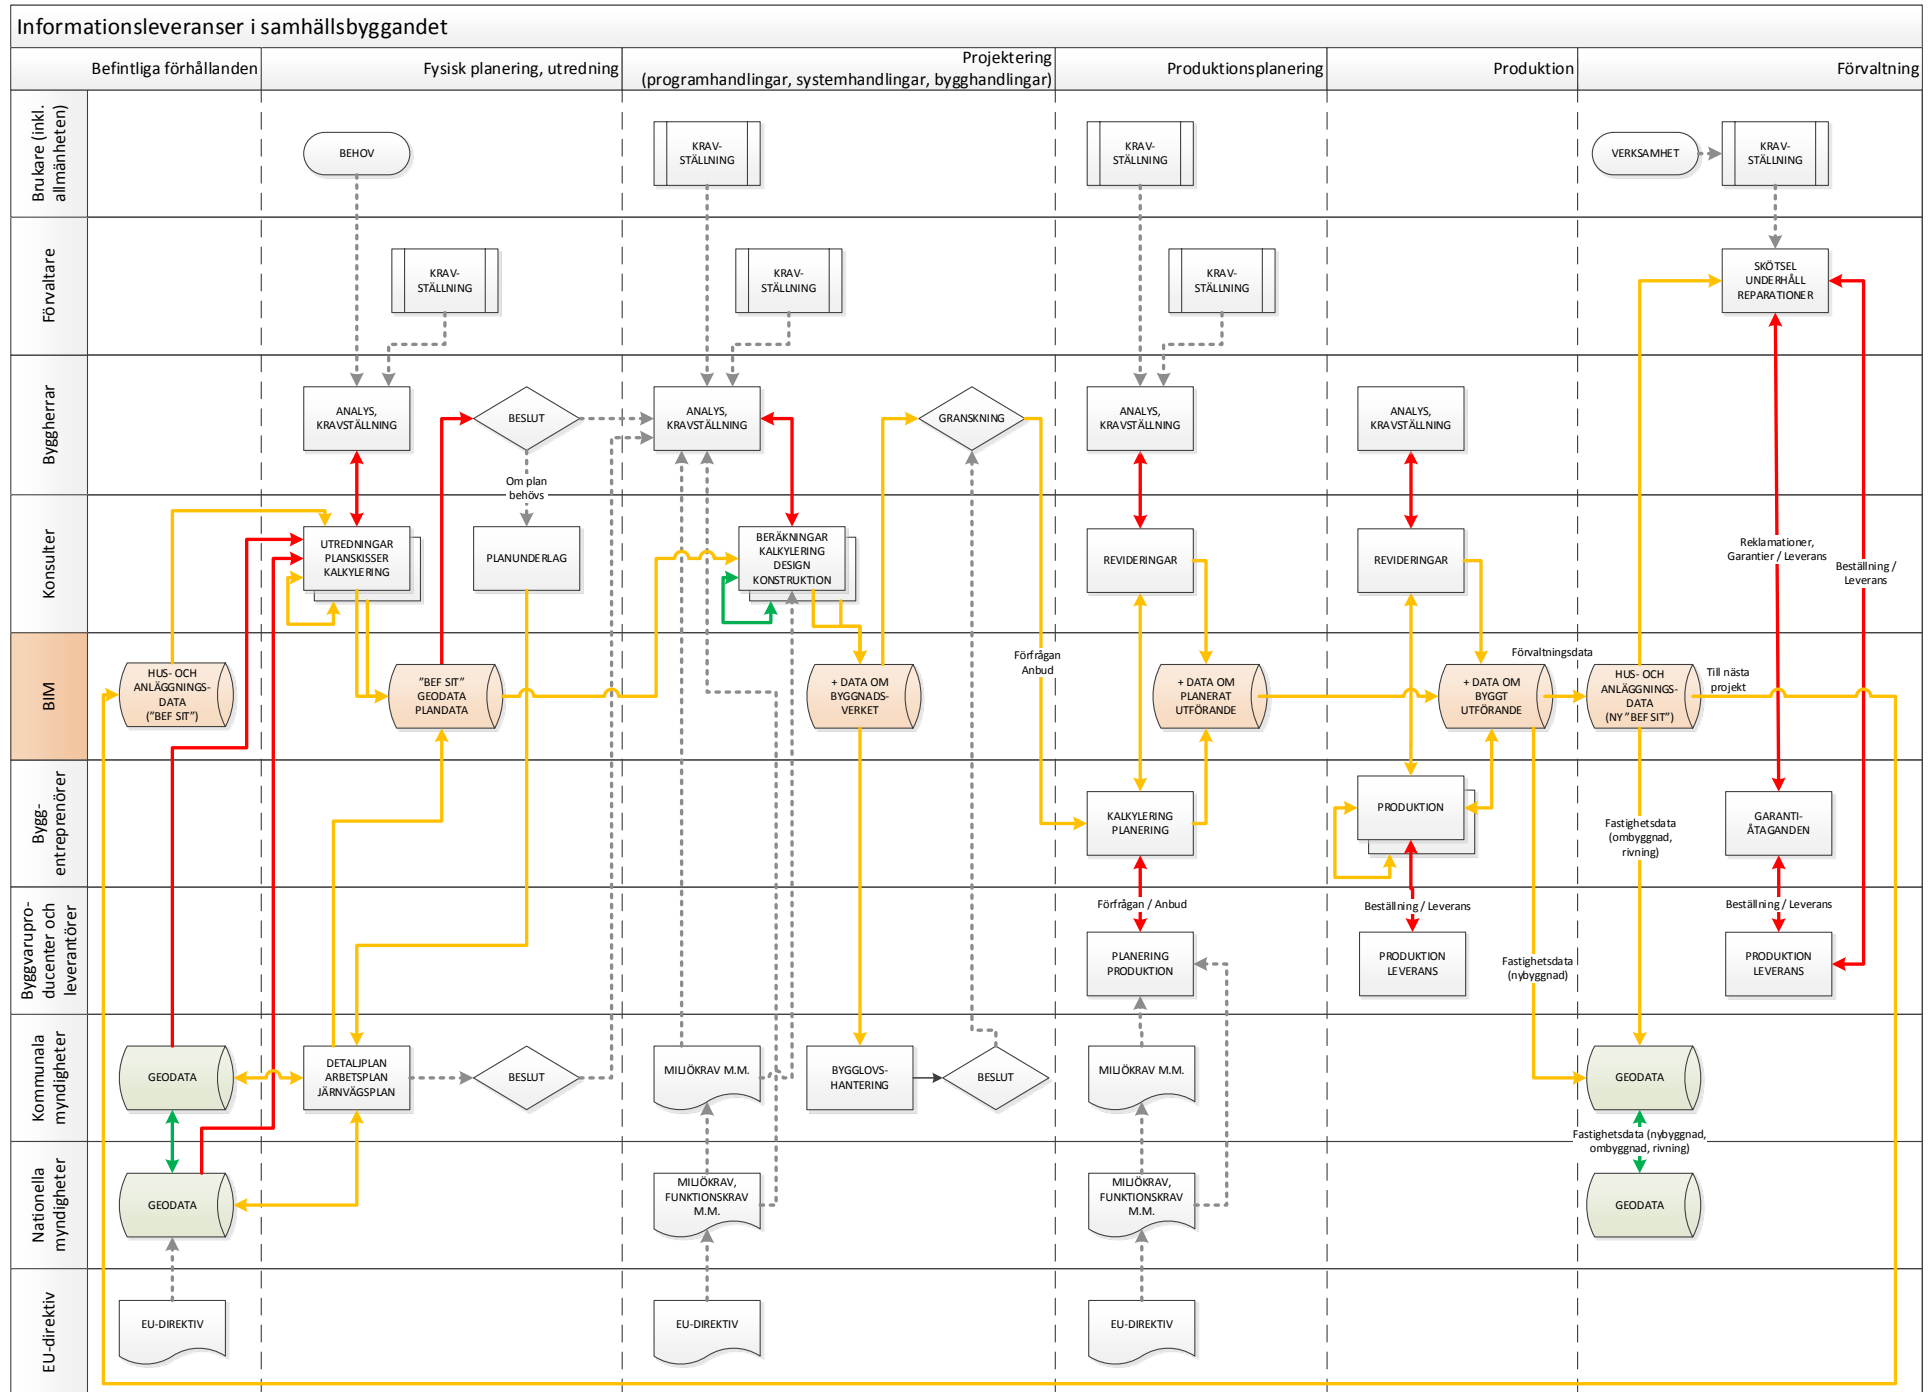 Informationsleveranser i samhällsbyggandet
Befintliga förhållanden
Fysisk planering, utredning
Projektering
(programhandlingar, systemhandlingar, bygghandlingar)
Produktionsplanering
Produktion
Förvaltning
Brukare (inkl.
allmänheten)
BEHOV
KRAV-
STÄLLNING
KRAV-
STÄLLNING
VERKSAMHET
KRAV-
STÄLLNING
Förvaltare
KRAV-
STÄLLNING
KRAV-
STÄLLNING
KRAV-
STÄLLNING
SKÖTSEL
UNDERHÅLL
REPARATIONER
Byggherrar
ANALYS,
KRAVSTÄLLNING
BESLUT
Om plan
behövs
ANALYS,
KRAVSTÄLLNING
GRANSKNING
ANALYS,
KRAVSTÄLLNING
ANALYS,
KRAVSTÄLLNING
Konsulter
UTREDNINGAR
PLANSKISSER
KALKYLERING
PLANUNDERLAG
BERÄKNINGAR
KALKYLERING
DESIGN
KONSTRUKTION
REVIDERINGAR
REVIDERINGAR
Reklamationer,
Garantier / Leverans
Beställning /
Leverans
BIM
HUS- OCH
ANLÄGGNINGS-
DATA
("BEF SIT")
"BEF SIT"
GEODATA
PLANDATA
+ DATA OM
BYGGNADS-
VERKET
Förfrågan
Anbud
+ DATA OM
PLANERAT
UTFÖRANDE
+ DATA OM
BYGGT
UTFÖRANDE
Förvaltningsdata
HUS- OCH
ANLÄGGNINGS-
DATA
(NY "BEF SIT")
Till nästa
projekt
Bygg-
entreprenörer
KALKYLERING
PLANERING
PRODUKTION
Fastighetsdata
(ombyggnad,
rivning)
GARANTI-
ÅTAGANDEN
Byggvarupro-
ducenter och
leverantörer
Förfrågan / Anbud
PLANERING
PRODUKTION
Beställning / Leverans
PRODUKTION
LEVERANS
Fastighetsdata
(nybyggnad)
Beställning / Leverans
PRODUKTION
LEVERANS
Kommunala
myndigheter
GEODATA
DETALJPLAN
ARBETSPLAN
JÄRNVÄGSPLAN
BESLUT
MILJÖKRAV M.M.
BYGGLOVS-
HANTERING
BESLUT
MILJÖKRAV M.M.
GEODATA
Fastighetsdata (nybyggnad,
ombyggnad, rivning)
Nationella
myndigheter
GEODATA
MILJÖKRAV,
FUNKTIONSKRAV
M.M.
MILJÖKRAV,
FUNKTIONSKRAV
M.M.
GEODATA
EU-direktiv
EU-DIREKTIV
EU-DIREKTIV
EU-DIREKTIV